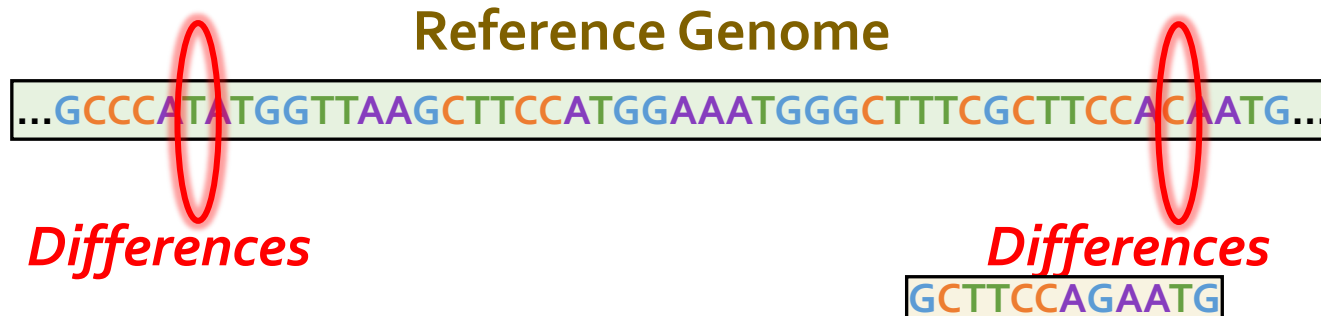 Reference Genome
...GCCCATATGGTTAAGCTTCCATGGAAATGGGCTTTCGCTTCCACAATG...
Differences Differences
GCTTCCAGAATG